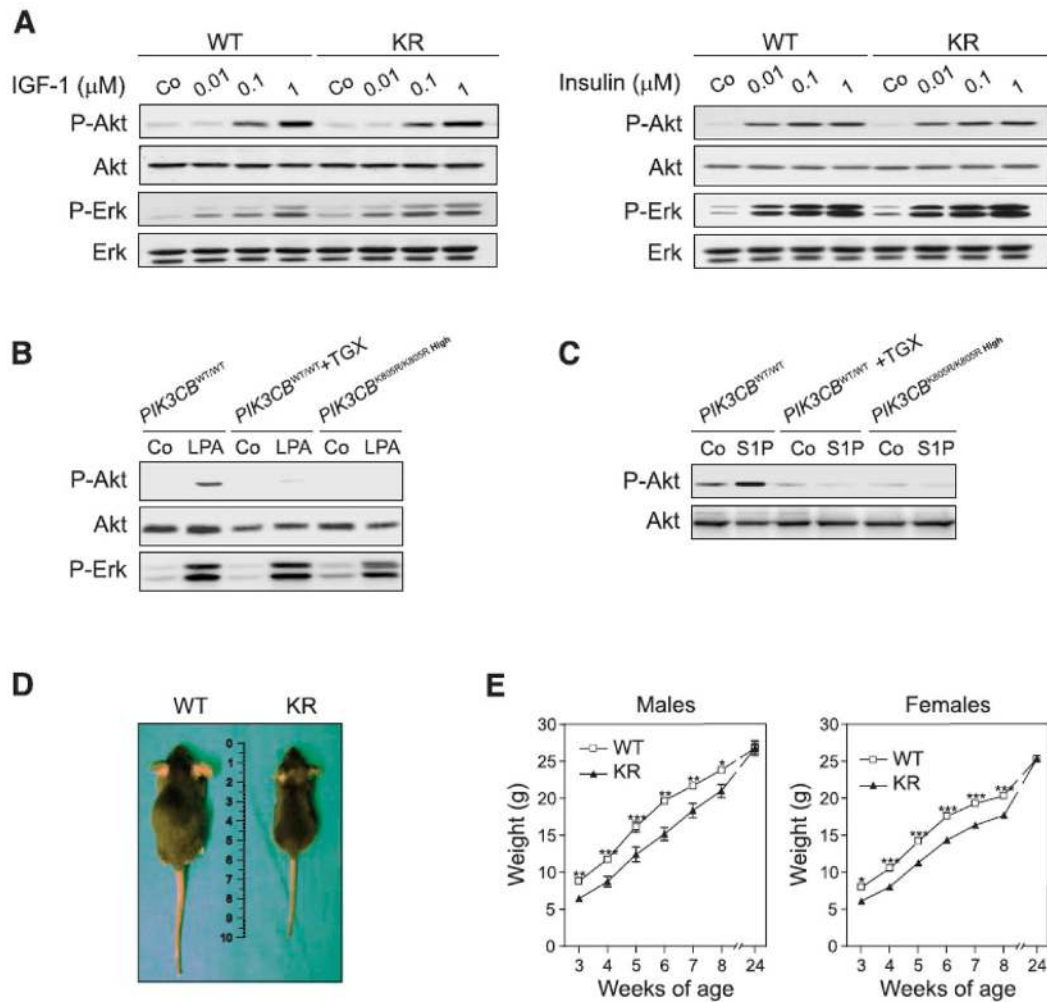 A
WT KR
IGF-1 (μM) Co 0.01 0.1 1 Co 0.01 0.1 1
P-Akt
Akt
P-Erk
Erk
WT KR
Insulin (μM) Co 0.01 0.1 1 Co 0.01 0.1 1
P-Akt
Akt
P-Erk
Erk
B
PIK3CB^WT/WT PIK3CB^WT/WT+TGX PIK3CB^K805R/K805R High
Co LPA Co LPA Co LPA
P-Akt
Akt
P-Erk
C
PIK3CB^WT/WT PIK3CB^WT/WT +TGX PIK3CB^K805R/K805R High
Co S1P Co S1P Co S1P
P-Akt
Akt
D
WT KR
0
1
2
3
4
5
6
7
8
9
10
E
Males
Weight (g)
30
25
20
15
10
5
0
WT
KR
** *** *** ** ** *
3 4 5 6 7 8 // 24
Weeks of age
Females
Weight (g)
30
25
20
15
10
5
0
WT
KR
* *** *** *** *** ***
3 4 5 6 7 8 // 24
Weeks of age